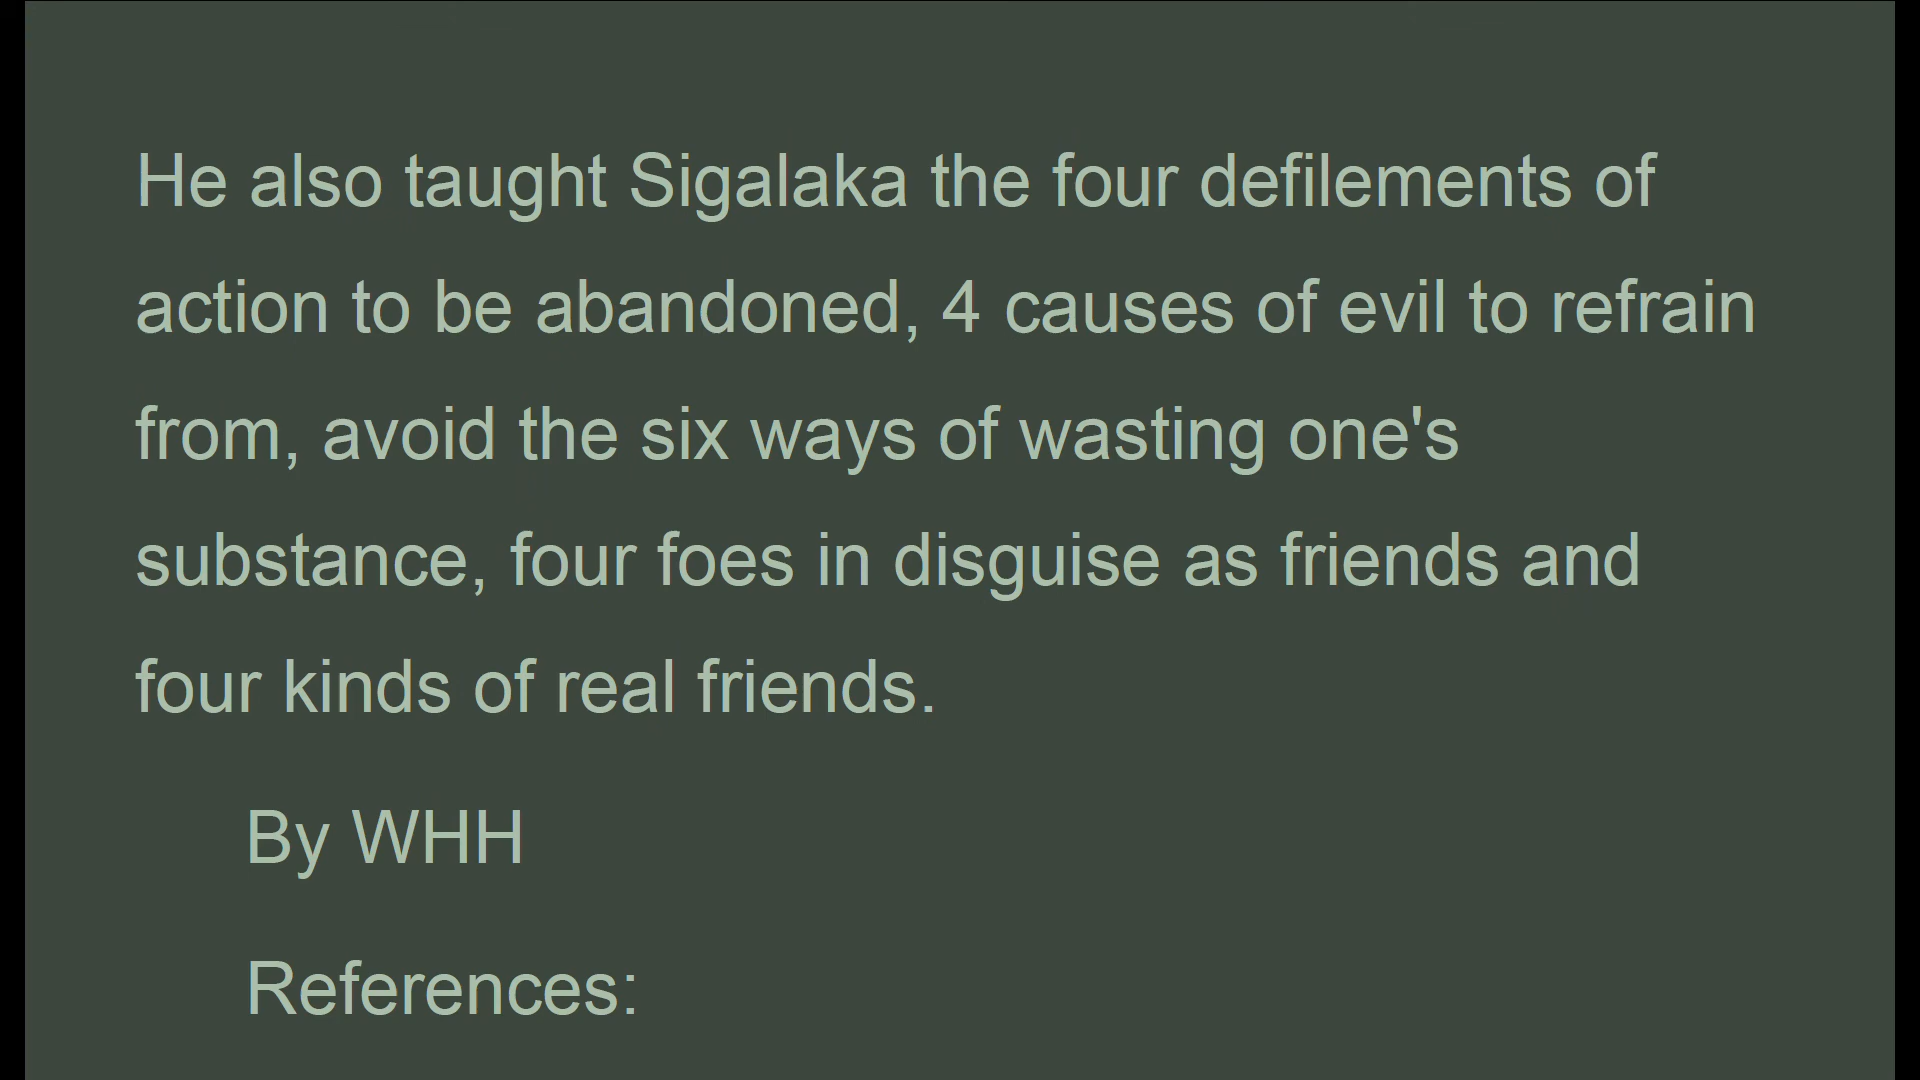 He also taught Sigalaka the four defilements of
action to be abandoned, 4 causes of evil to refrain
from, avoid the six ways of wasting one's
substance, four foes in disguise as friends and
four kinds of real friends.
By WHH
References: